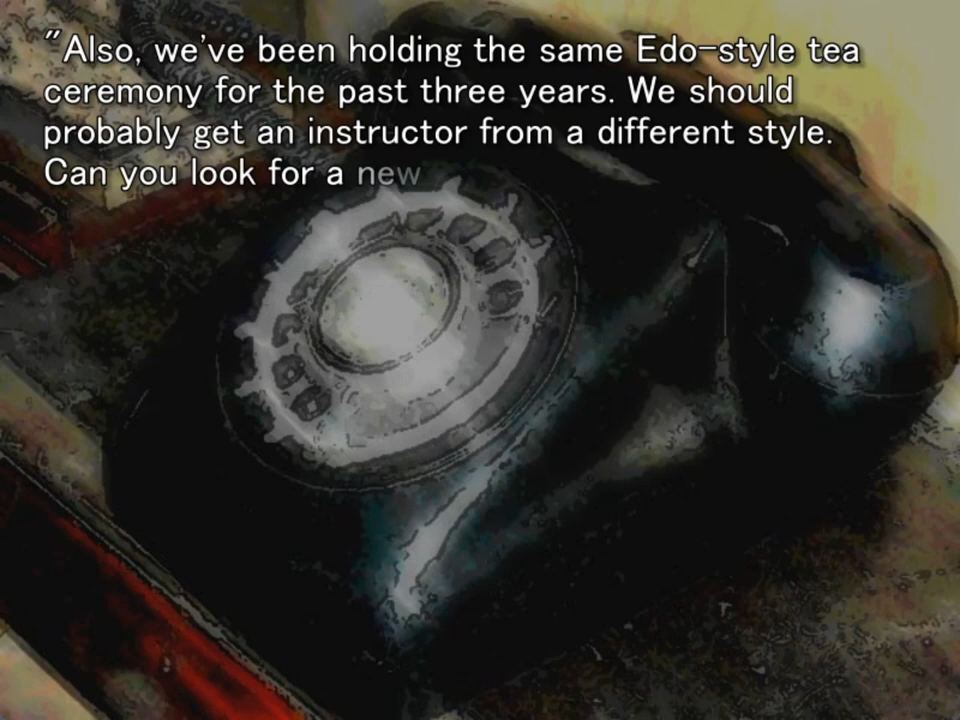 "Also, we've been holding the same Edo-style tea
ceremony for the past three years. We should
probably get an instructor from a different style.
Can you look for a new